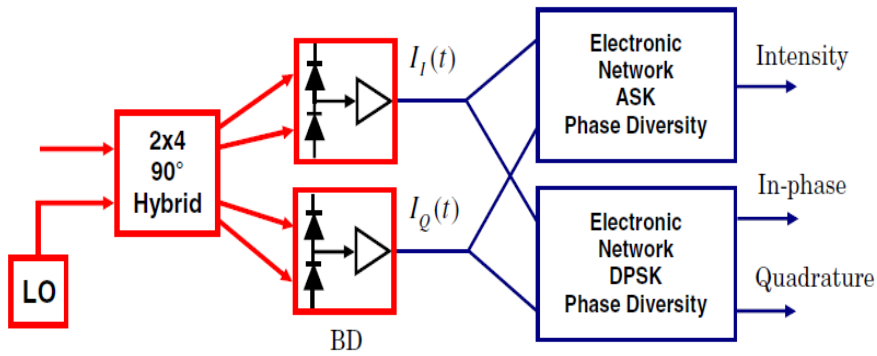 2x4
90°
Hybrid
LO
I_I(t)
I_Q(t)
BD
Electronic
Network
ASK
Phase Diversity
Electronic
Network
DPSK
Phase Diversity
Intensity
In-phase
Quadrature